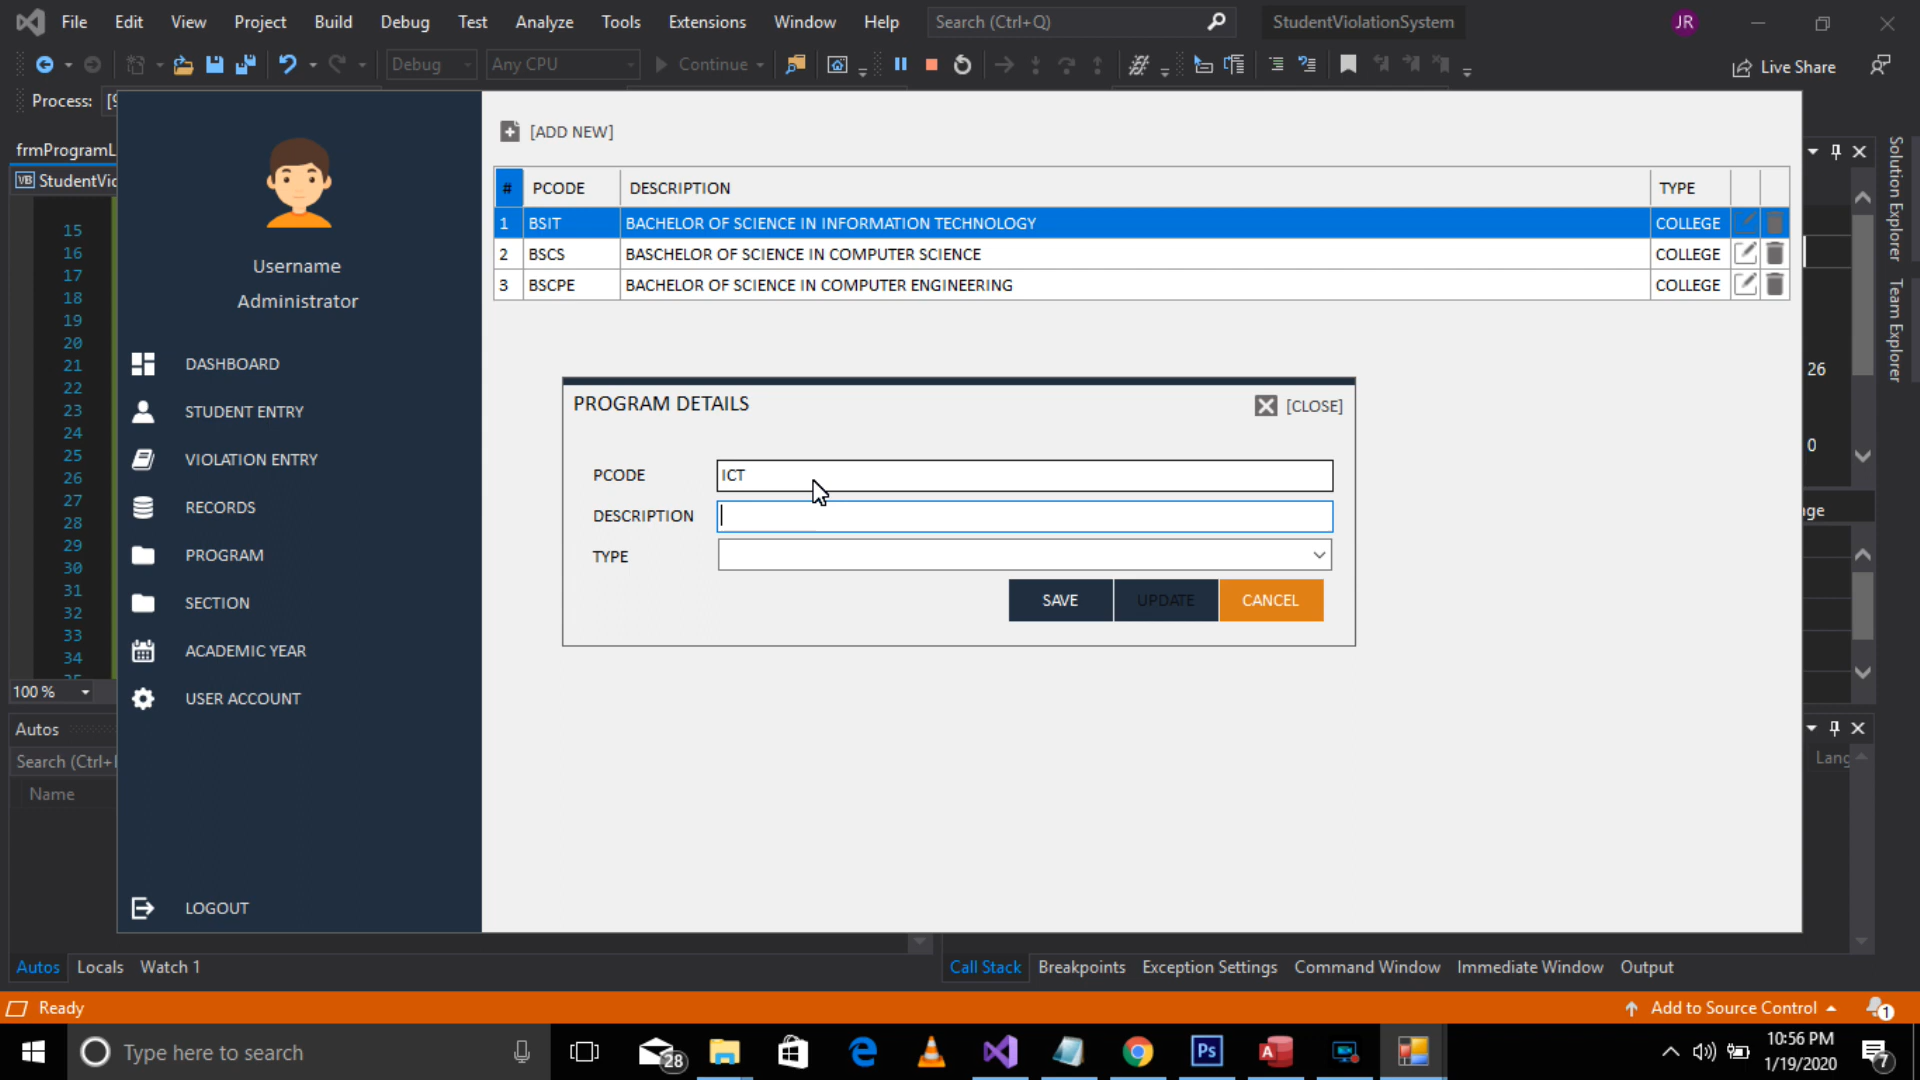 File Edit View Project Build Debug Test Analyze Tools Extensions Window Help Search (Ctrl+Q) StudentViolationSystem JR
Debug Any CPU Continue Live Share
Process:
frmProgramL
VB StudentVio
[ADD NEW]
# PCODE DESCRIPTION TYPE
1 BSIT BACHELOR OF SCIENCE IN INFORMATION TECHNOLOGY COLLEGE
2 BSCS BASCHELOR OF SCIENCE IN COMPUTER SCIENCE COLLEGE
3 BSCPE BACHELOR OF SCIENCE IN COMPUTER ENGINEERING COLLEGE
Username
Administrator
DASHBOARD
STUDENT ENTRY
VIOLATION ENTRY
RECORDS
PROGRAM
SECTION
ACADEMIC YEAR
USER ACCOUNT
LOGOUT
PROGRAM DETAILS [CLOSE]
PCODE ICT
DESCRIPTION
TYPE
SAVE UPDATE CANCEL
15
16
17
18
19
20
21
22
23
24
25
26
27
28
29
30
31
32
33
34
100 %
Autos
Search (Ctrl+
Name
26
0
Lang
Solution Explorer
Team Explorer
Autos Locals Watch 1
Call Stack Breakpoints Exception Settings Command Window Immediate Window Output
Ready
Add to Source Control 1
Type here to search
28
Ps
10:56 PM
1/19/2020
7